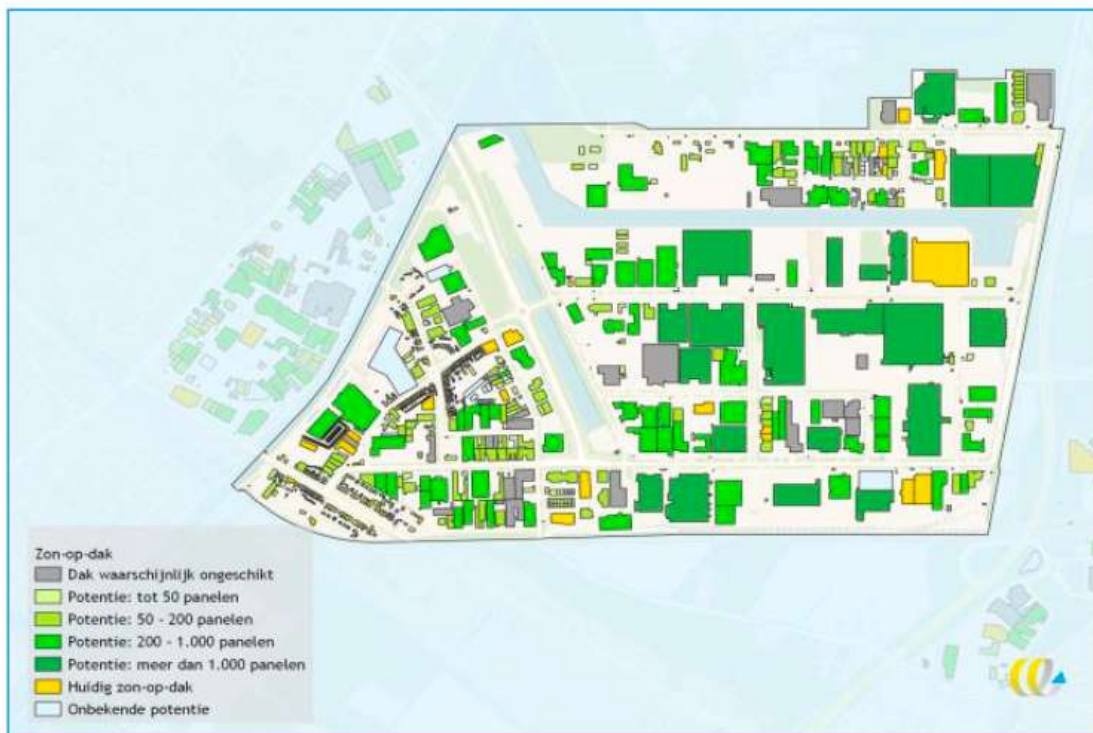 Zon-op-dak
Dak waarschijnlijk ongeschikt
Potentie: tot 50 panelen
Potentie: 50 - 200 panelen
Potentie: 200 - 1.000 panelen
Potentie: meer dan 1.000 panelen
Huidig zon-op-dak
Onbekende potentie